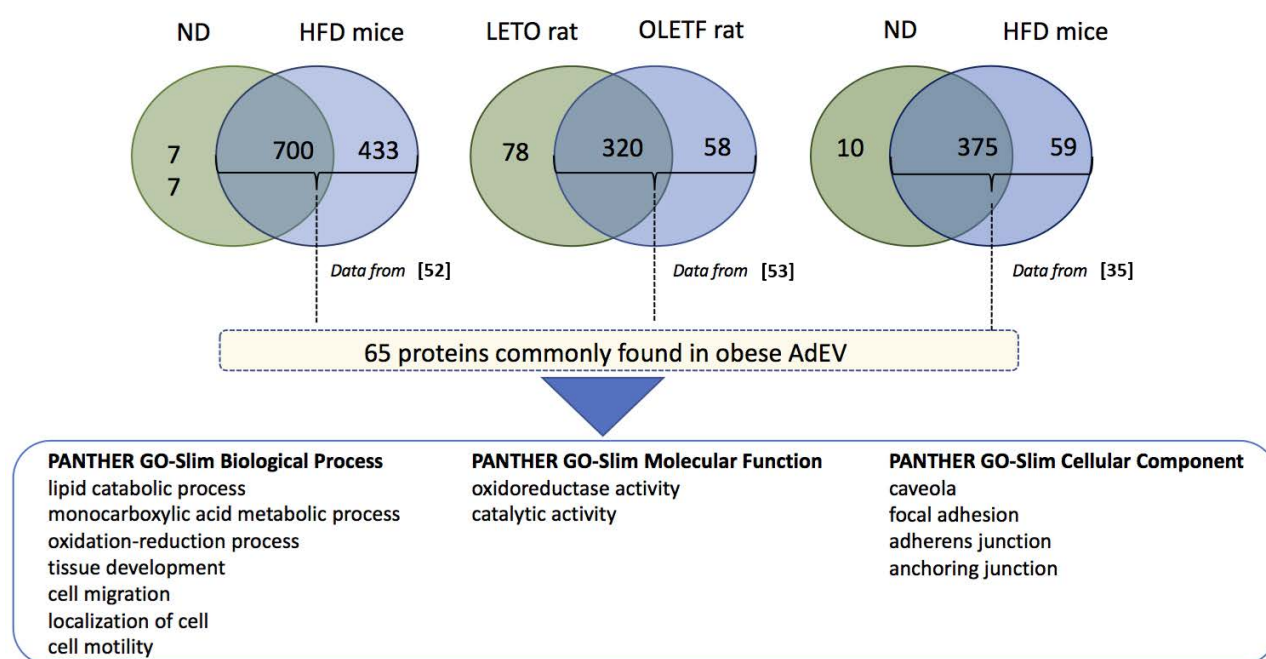 ND
HFD mice
LETO rat
OLETF rat
ND
HFD mice
7
7
700
433
78
320
58
10
375
59
Data from [52]
Data from [53]
Data from [35]
65 proteins commonly found in obese AdEV
PANTHER GO-Slim Biological Process
lipid catabolic process
monocarboxylic acid metabolic process
oxidation-reduction process
tissue development
cell migration
localization of cell
cell motility
PANTHER GO-Slim Molecular Function
oxidoreductase activity
catalytic activity
PANTHER GO-Slim Cellular Component
caveola
focal adhesion
adherens junction
anchoring junction